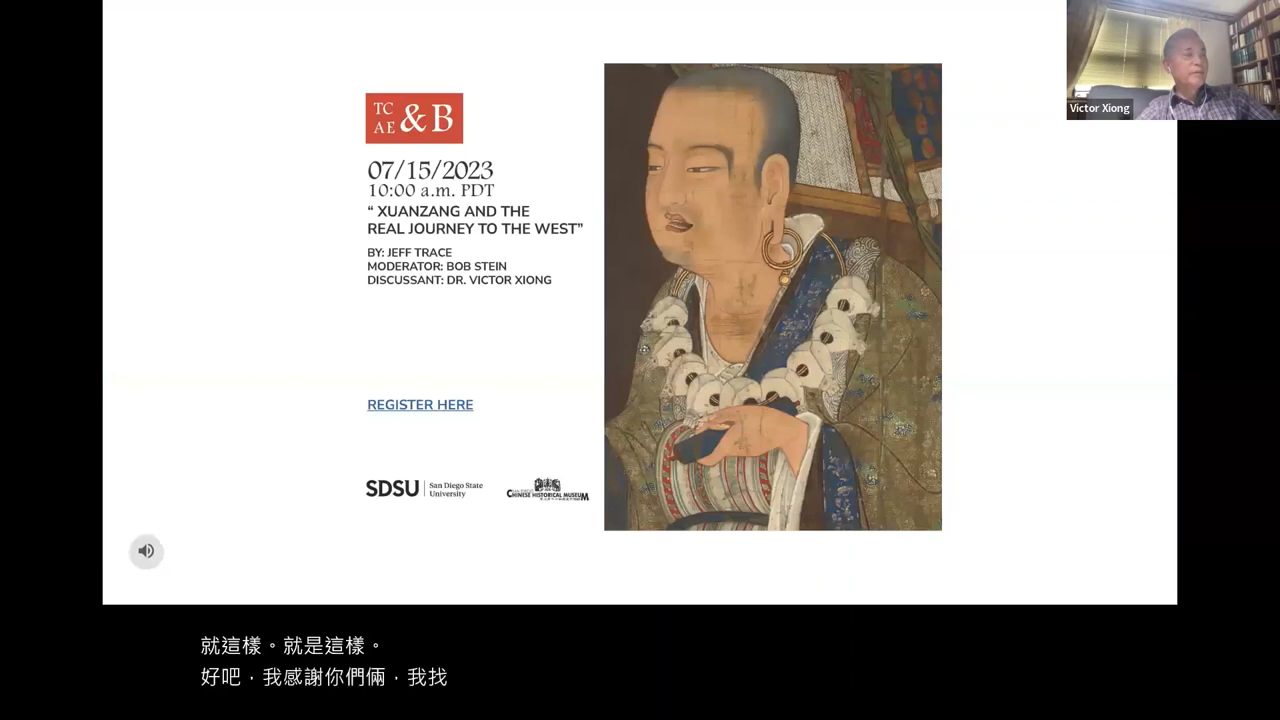 TC
AE & B
07/15/2023
10:00 a.m. PDT
“ XUANZANG AND THE
REAL JOURNEY TO THE WEST”
BY: JEFF TRACE
MODERATOR: BOB STEIN
DISCUSSANT: DR. VICTOR XIONG
REGISTER HERE
SDSU San Diego State
University
CHINESE HISTORICAL MUSEUM
Victor Xiong
就這樣。就是這樣。
好吧，我感謝你們倆，我找